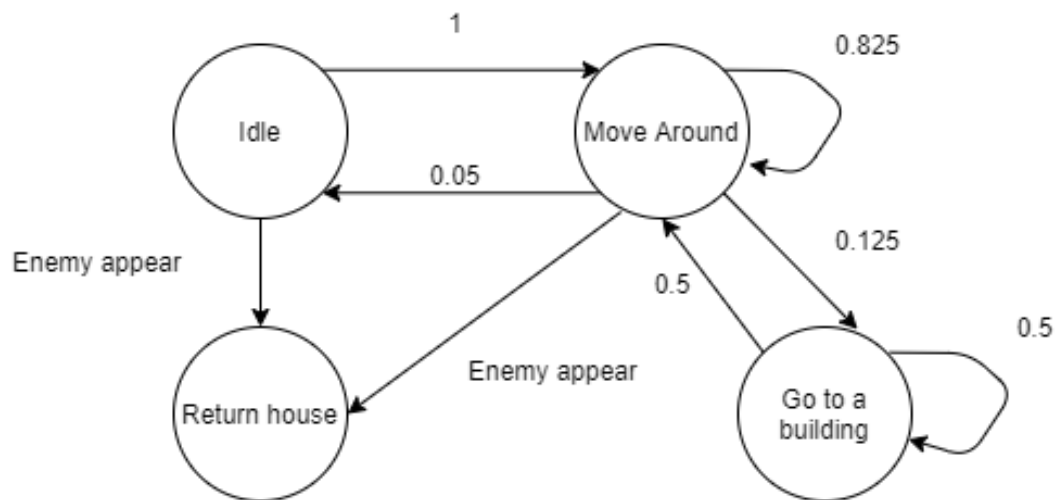 1
0.825
Idle
Move Around
0.05
0.125
Enemy appear
0.5
0.5
Enemy appear
Return house
Go to a
building